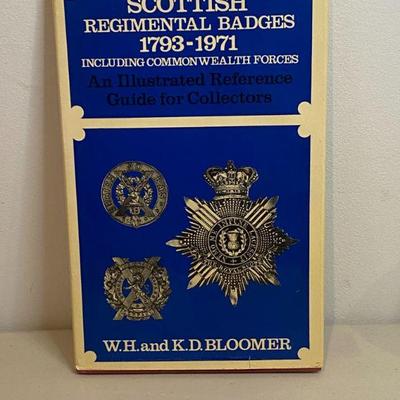 SCOTTISH
REGIMENTAL BADGES
1793-1971
INCLUDING COMMONWEALTH FORCES
An Illustrated Reference
Guide for Collectors
W.H. and K.D. BLOOMER